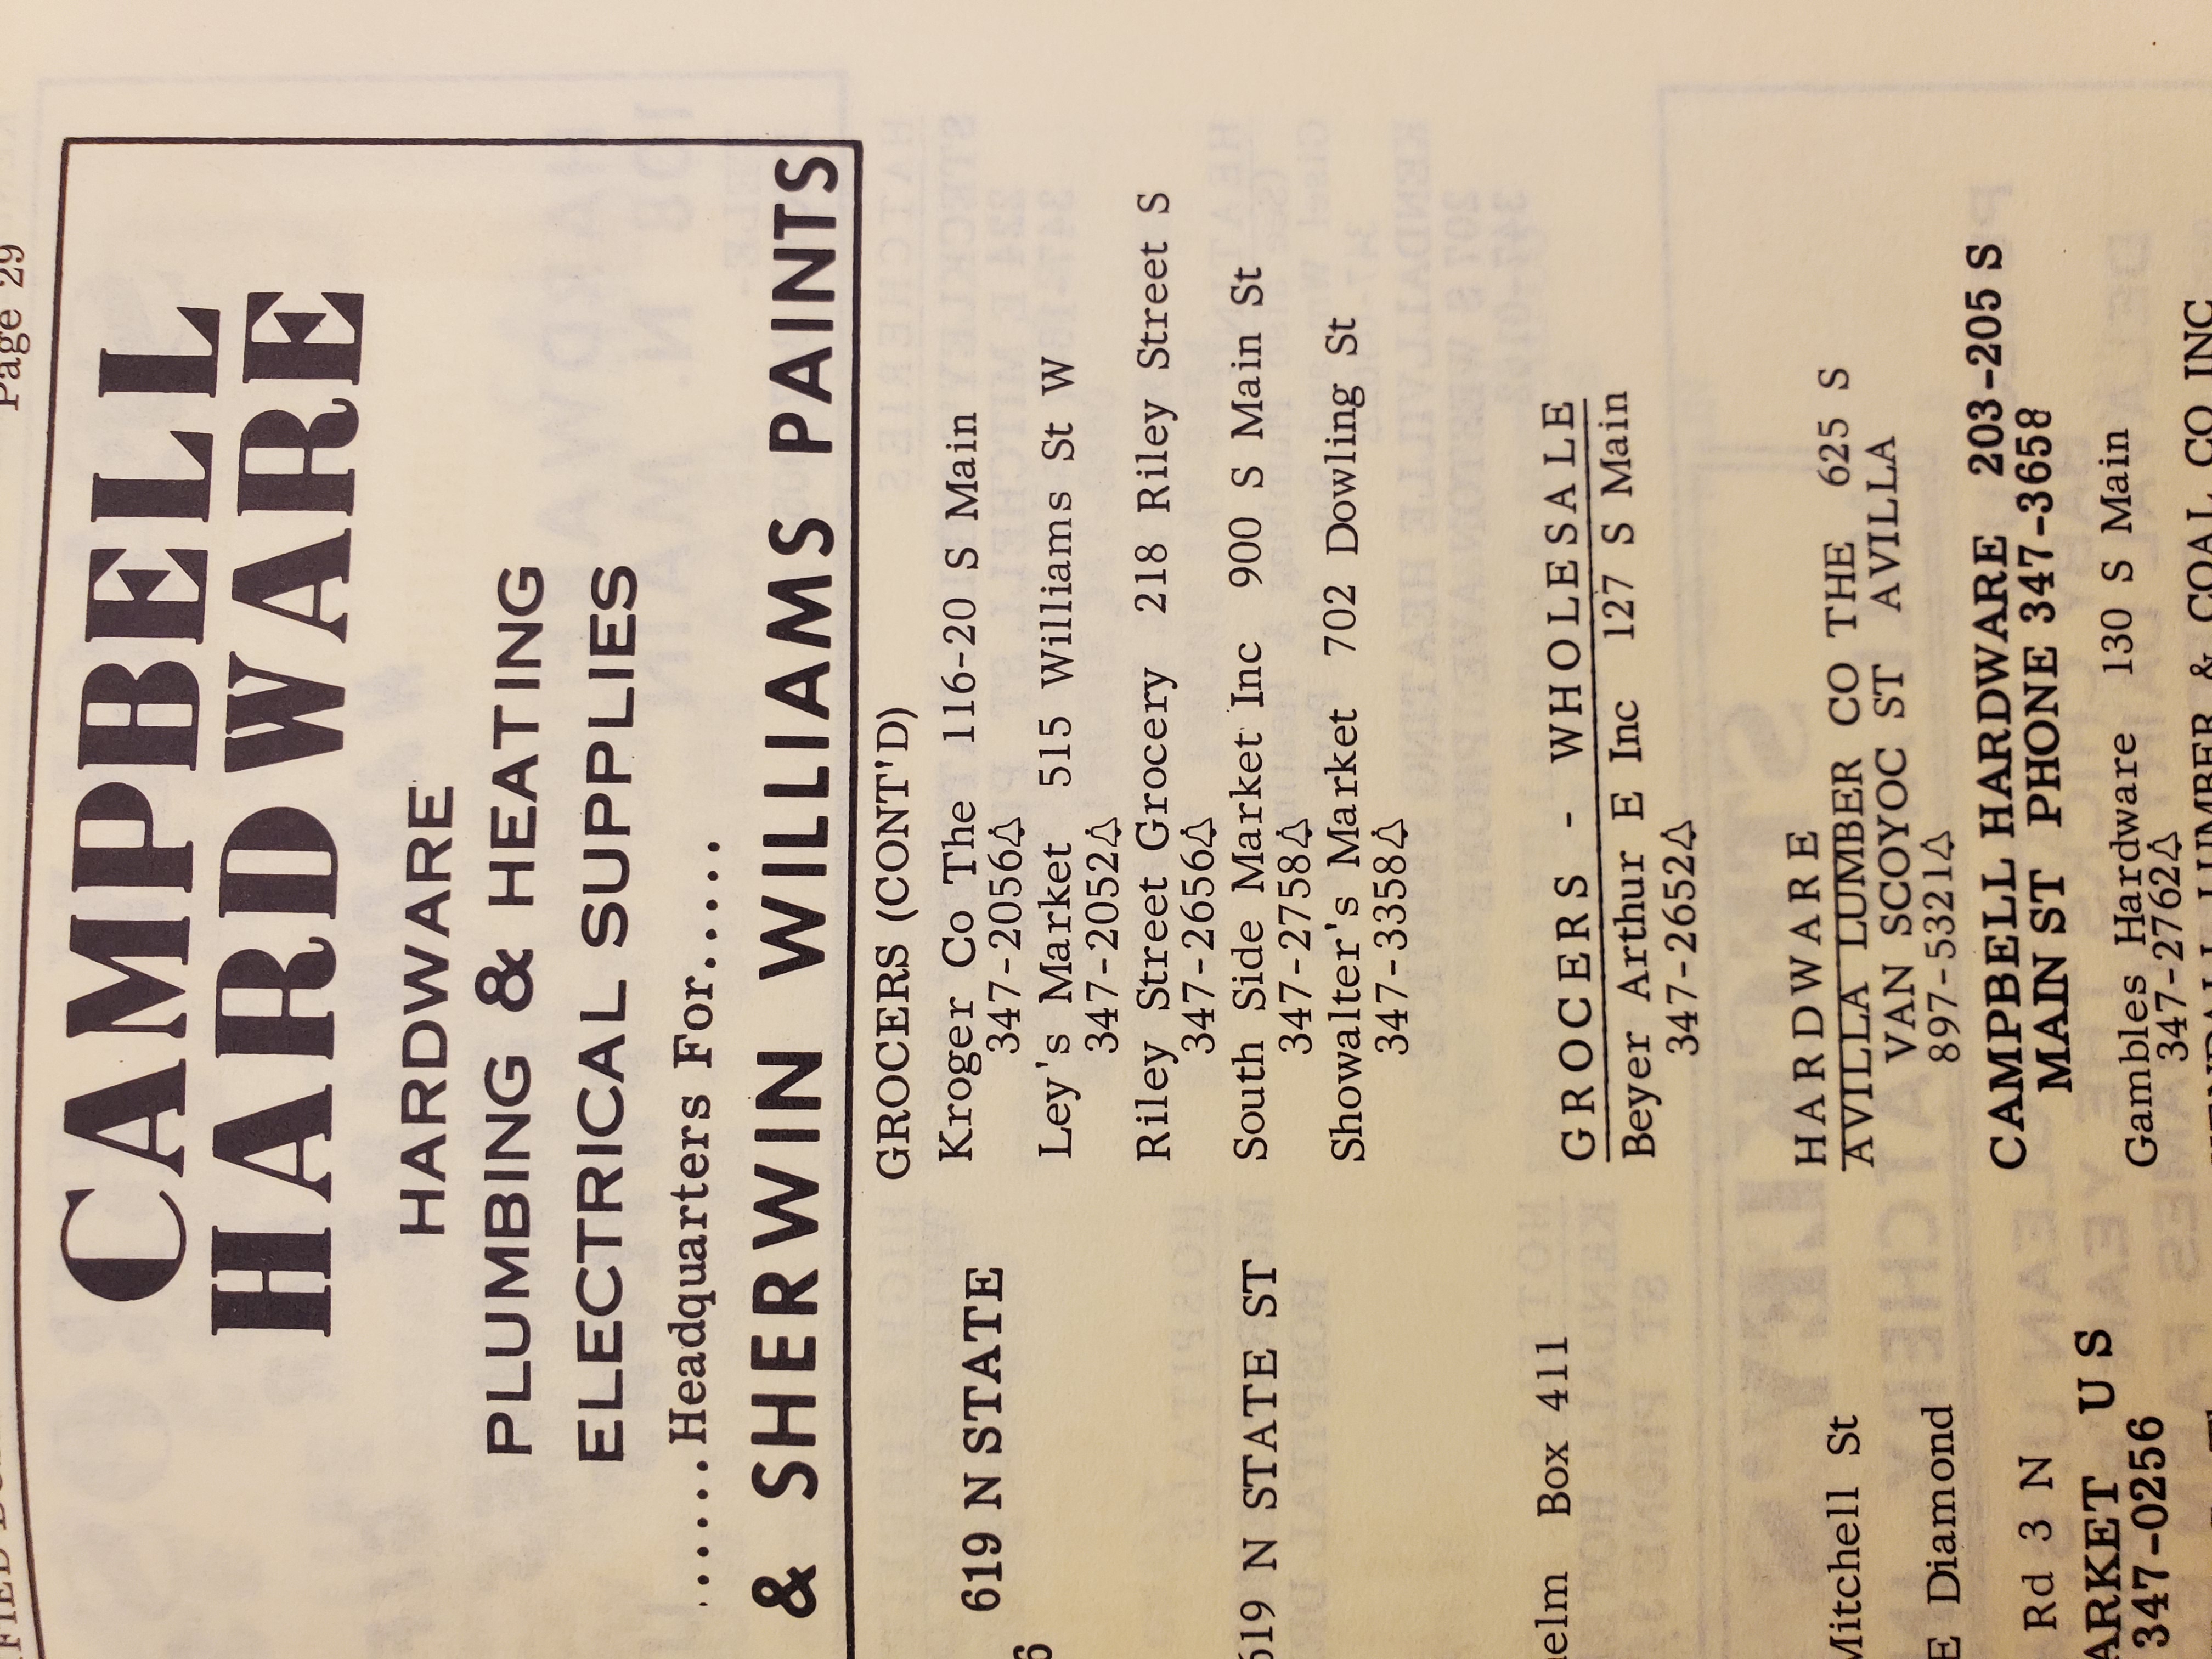 Page 29
CAMPBELL
HARDWARE
HARDWARE
PLUMBING & HEATING
ELECTRICAL SUPPLIES
.......Headquarters For......
& SHERWIN WILLIAMS PAINTS
619 N STATE
619 N STATE ST
Box 411
Mitchell St
E Diamond
Rd 3 N
U S
347-0256
GROCERS (CONT'D)
Kroger Co The 116-20 S Main
347-2056
Ley's Market 515 Williams St W
347-2052
Riley Street Grocery 218 Riley Street S
347-2656
South Side Market Inc 900 S Main St
347-2758
Showalter's Market 702 Dowling St
347-3358
GROCERS - WHOLESALE
Beyer Arthur E Inc 127 S Main
347-2652
HARDWARE
AVILLA LUMBER CO THE 625 S
VAN SCOYOC ST AVILLA
897-5321
CAMPBELL HARDWARE 203-205 S
MAIN ST PHONE 347-3658
Gambles Hardware 130 S Main
347-2762
LUMBER & COAL CO INC